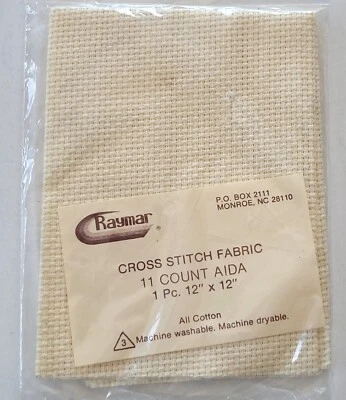 Raymar
P.O. BOX 2111
MONROE, NC 28110
CROSS STITCH FABRIC
11 COUNT AIDA
1 Pc. 12" x 12"
All Cotton
3 Machine washable. Machine dryable.